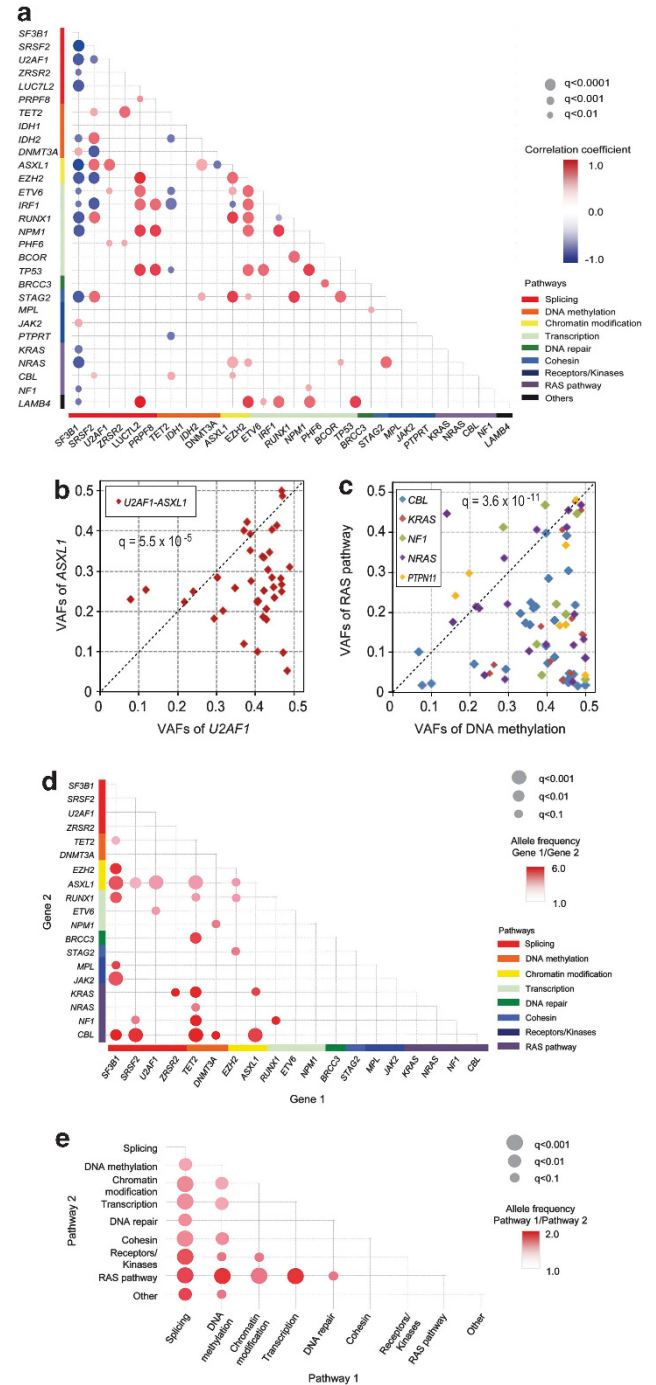 a
SF3B1
SRSF2
U2AF1
ZRSR2
LUC7L2
PRPF8
TET2
IDH1
IDH2
DNMT3A
ASXL1
EZH2
ETV6
IRF1
RUNX1
NPM1
PHF6
BCOR
TP53
BRCC3
STAG2
MPL
JAK2
PTPRT
KRAS
NRAS
CBL
NF1
LAMB4
SF3B1
SRSF2
U2AF1
ZRSR2
LUC7L2
PRPF8
TET2
IDH1
IDH2
DNMT3A
ASXL1
EZH2
ETV6
IRF1
RUNX1
NPM1
PHF6
BCOR
TP53
BRCC3
STAG2
MPL
JAK2
PTPRT
KRAS
NRAS
CBL
NF1
LAMB4
q<0.0001
q<0.001
q<0.01
Correlation coefficient
1.0
0.0
-1.0
Pathways
Splicing
DNA methylation
Chromatin modification
Transcription
DNA repair
Cohesin
Receptors/Kinases
RAS pathway
Others
b
U2AF1-ASXL1
q = 5.5 x 10-5
VAFs of ASXL1
0.5
0.4
0.3
0.2
0.1
0
0 0.1 0.2 0.3 0.4 0.5
VAFs of U2AF1
c
CBL
KRAS
NF1
NRAS
PTPN11
q = 3.6 x 10-11
VAFs of RAS pathway
0.5
0.4
0.3
0.2
0.1
0
0 0.1 0.2 0.3 0.4 0.5
VAFs of DNA methylation
d
Gene 2
SF3B1
SRSF2
U2AF1
ZRSR2
TET2
DNMT3A
EZH2
ASXL1
RUNX1
ETV6
NPM1
BRCC3
STAG2
MPL
JAK2
KRAS
NRAS
NF1
CBL
SF3B1
SRSF2
U2AF1
ZRSR2
TET2
DNMT3A
EZH2
ASXL1
RUNX1
ETV6
NPM1
BRCC3
STAG2
MPL
JAK2
KRAS
NRAS
NF1
CBL
Gene 1
q<0.001
q<0.01
q<0.1
Allele frequency
Gene 1/Gene 2
6.0
1.0
Pathways
Splicing
DNA methylation
Chromatin modification
Transcription
DNA repair
Cohesin
Receptors/Kinases
RAS pathway
e
Pathway 2
Splicing
DNA methylation
Chromatin
modification
Transcription
DNA repair
Cohesin
Receptors/
Kinases
RAS pathway
Other
Splicing
DNA
methylation
Chromatin
modification
Transcription
DNA repair
Cohesin
Receptors/
Kinases
RAS pathway
Other
Pathway 1
q<0.001
q<0.01
q<0.1
Allele frequency
Pathway 1/Pathway 2
2.0
1.0